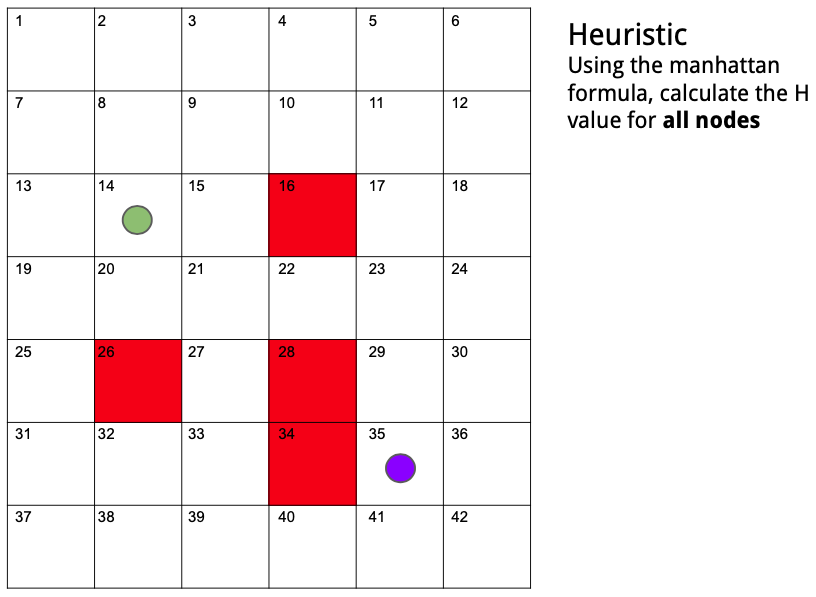 1 2 3 4 5 6
7 8 9 10 11 12
13 14 15 16 17 18
19 20 21 22 23 24
25 26 27 28 29 30
31 32 33 34 35 36
37 38 39 40 41 42
Heuristic
Using the manhattan
formula, calculate the H
value for all nodes